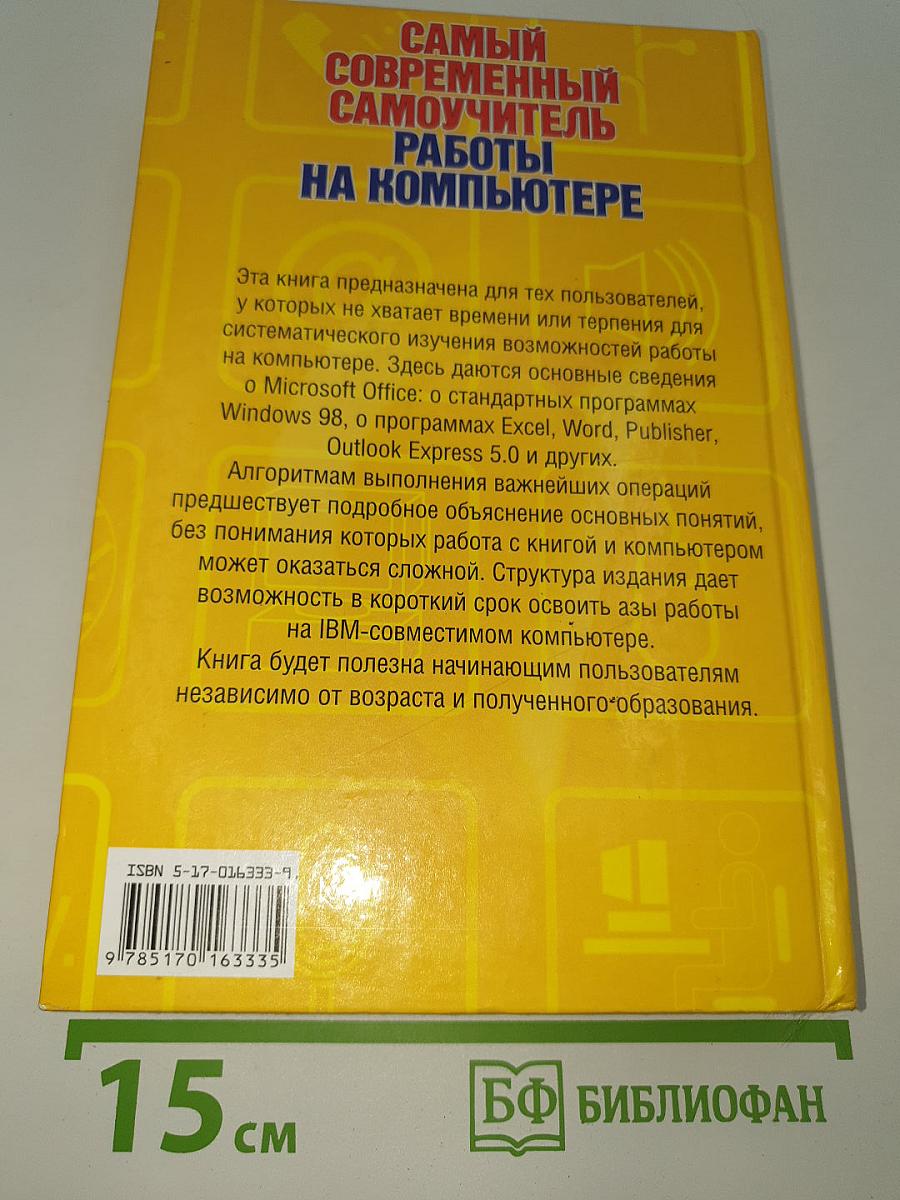 САМЫЙ
СОВРЕМЕННЫЙ
САМОУЧИТЕЛЬ
РАБОТЫ
НА КОМПЬЮТЕРЕ
Эта книга предназначена для тех пользователей,
у которых не хватает времени или терпения для
систематического изучения возможностей работы
на компьютере. Здесь даются основные сведения
о Microsoft Office: о стандартных программах
Windows 98, о программах Excel, Word, Publisher,
Outlook Express 5.0 и других.
Алгоритмам выполнения важнейших операций
предшествует подробное объяснение основных понятий,
без понимания которых работа с книгой и компьютером
может оказаться сложной. Структура издания дает
возможность в короткий срок освоить азы работы
на IBM-совместимом компьютере.
Книга будет полезна начинающим пользователям
независимо от возраста и полученного образования.
ISBN 5-17-016333-9
9 785170 163335
15 см
БФ БИБЛИОФАН